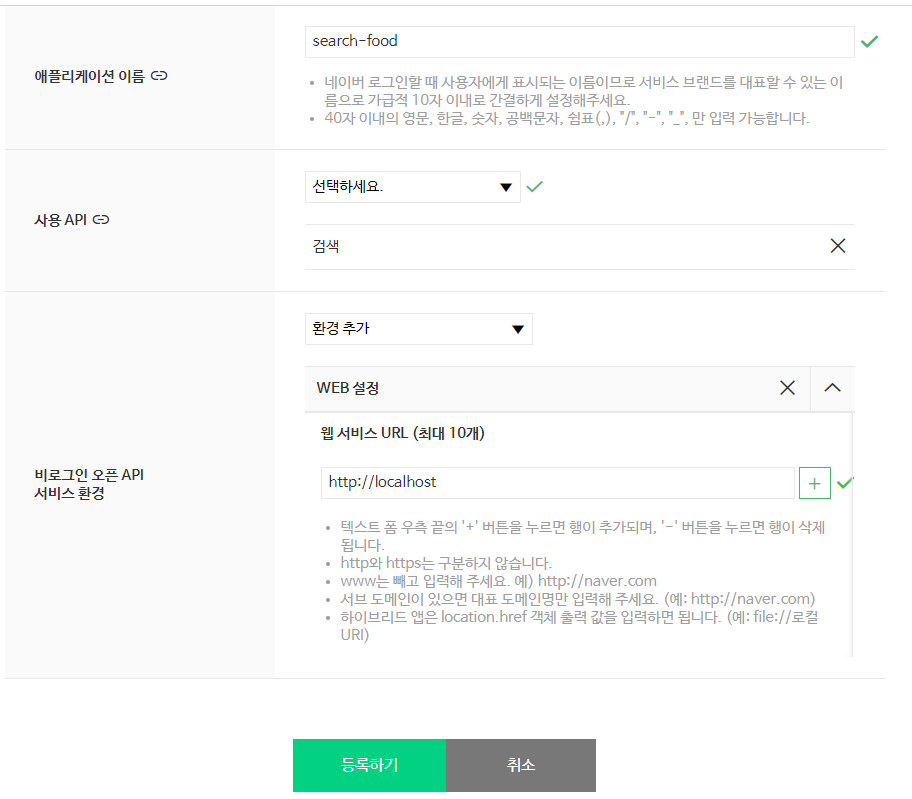 search-food
애플리케이션 이름
네이버 로그인할 때 사용자에게 표시되는 이름이므로 서비스 브랜드를 대표할 수 있는 이
름으로 가급적 10자 이내로 간결하게 설정해주세요.
40자 이내의 영문, 한글, 숫자, 공백문자, 쉼표(,), "/", "-", "_", 만 입력 가능합니다.
선택하세요.
사용 API
검색
환경 추가
WEB 설정
웹 서비스 URL (최대 10개)
비로그인 오픈 API
서비스 환경
http://localhost
텍스트 폼 우측 끝의 '+' 버튼을 누르면 행이 추가되며, '-' 버튼을 누르면 행이 삭제
됩니다.
http와 https는 구분하지 않습니다.
www는 빼고 입력해 주세요. 예) http://naver.com
서브 도메인이 있으면 대표 도메인명만 입력해 주세요. (예: http://naver.com)
하이브리드 앱은 location.href 객체 출력 값을 입력하면 됩니다. (예: file://로컬
URI)
등록하기
취소